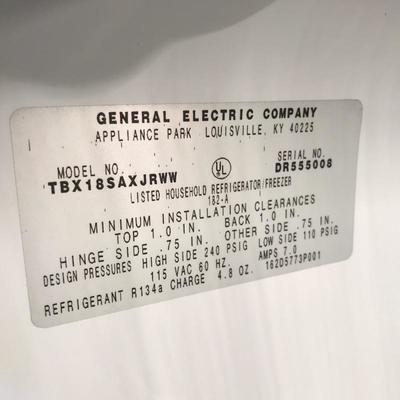 GENERAL ELECTRIC COMPANY
APPLIANCE PARK LOUISVILLE, KY 40225
MODEL NO. SERIAL NO.
TBX18SAXJRWW UL DR555008
LISTED HOUSEHOLD REFRIGERATOR/FREEZER
182-A
MINIMUM INSTALLATION CLEARANCES
TOP 1.0 IN. BACK 1.0 IN.
HINGE SIDE .75 IN. OTHER SIDE .75 IN.
DESIGN PRESSURES HIGH SIDE 240 PSIG LOW SIDE 110 PSIG
115 VAC 60 HZ. AMPS 7.0
REFRIGERANT R134a CHARGE 4.8 OZ. 162D5773P001